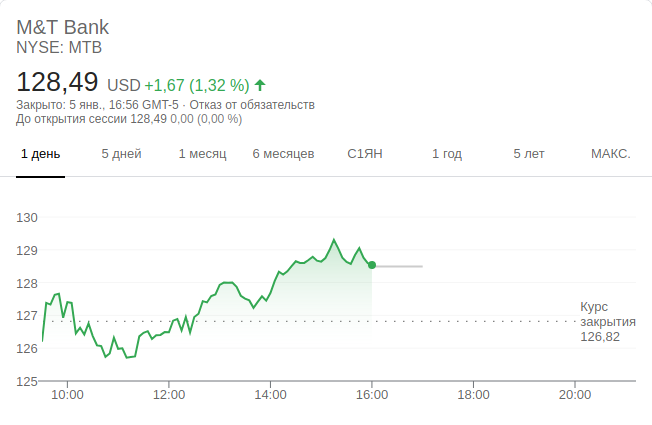 M&T Bank
NYSE: MTB
128,49 USD +1,67 (1,32 %)
Закрыто: 5 янв., 16:56 GMT-5 · Отказ от обязательств
До открытия сессии 128,49 0,00 (0,00 %)
1 день 5 дней 1 месяц 6 месяцев С1ЯН 1 год 5 лет МАКС.
130
129
128
127
Курс
закрытия
126,82
126
125
10:00 12:00 14:00 16:00 18:00 20:00